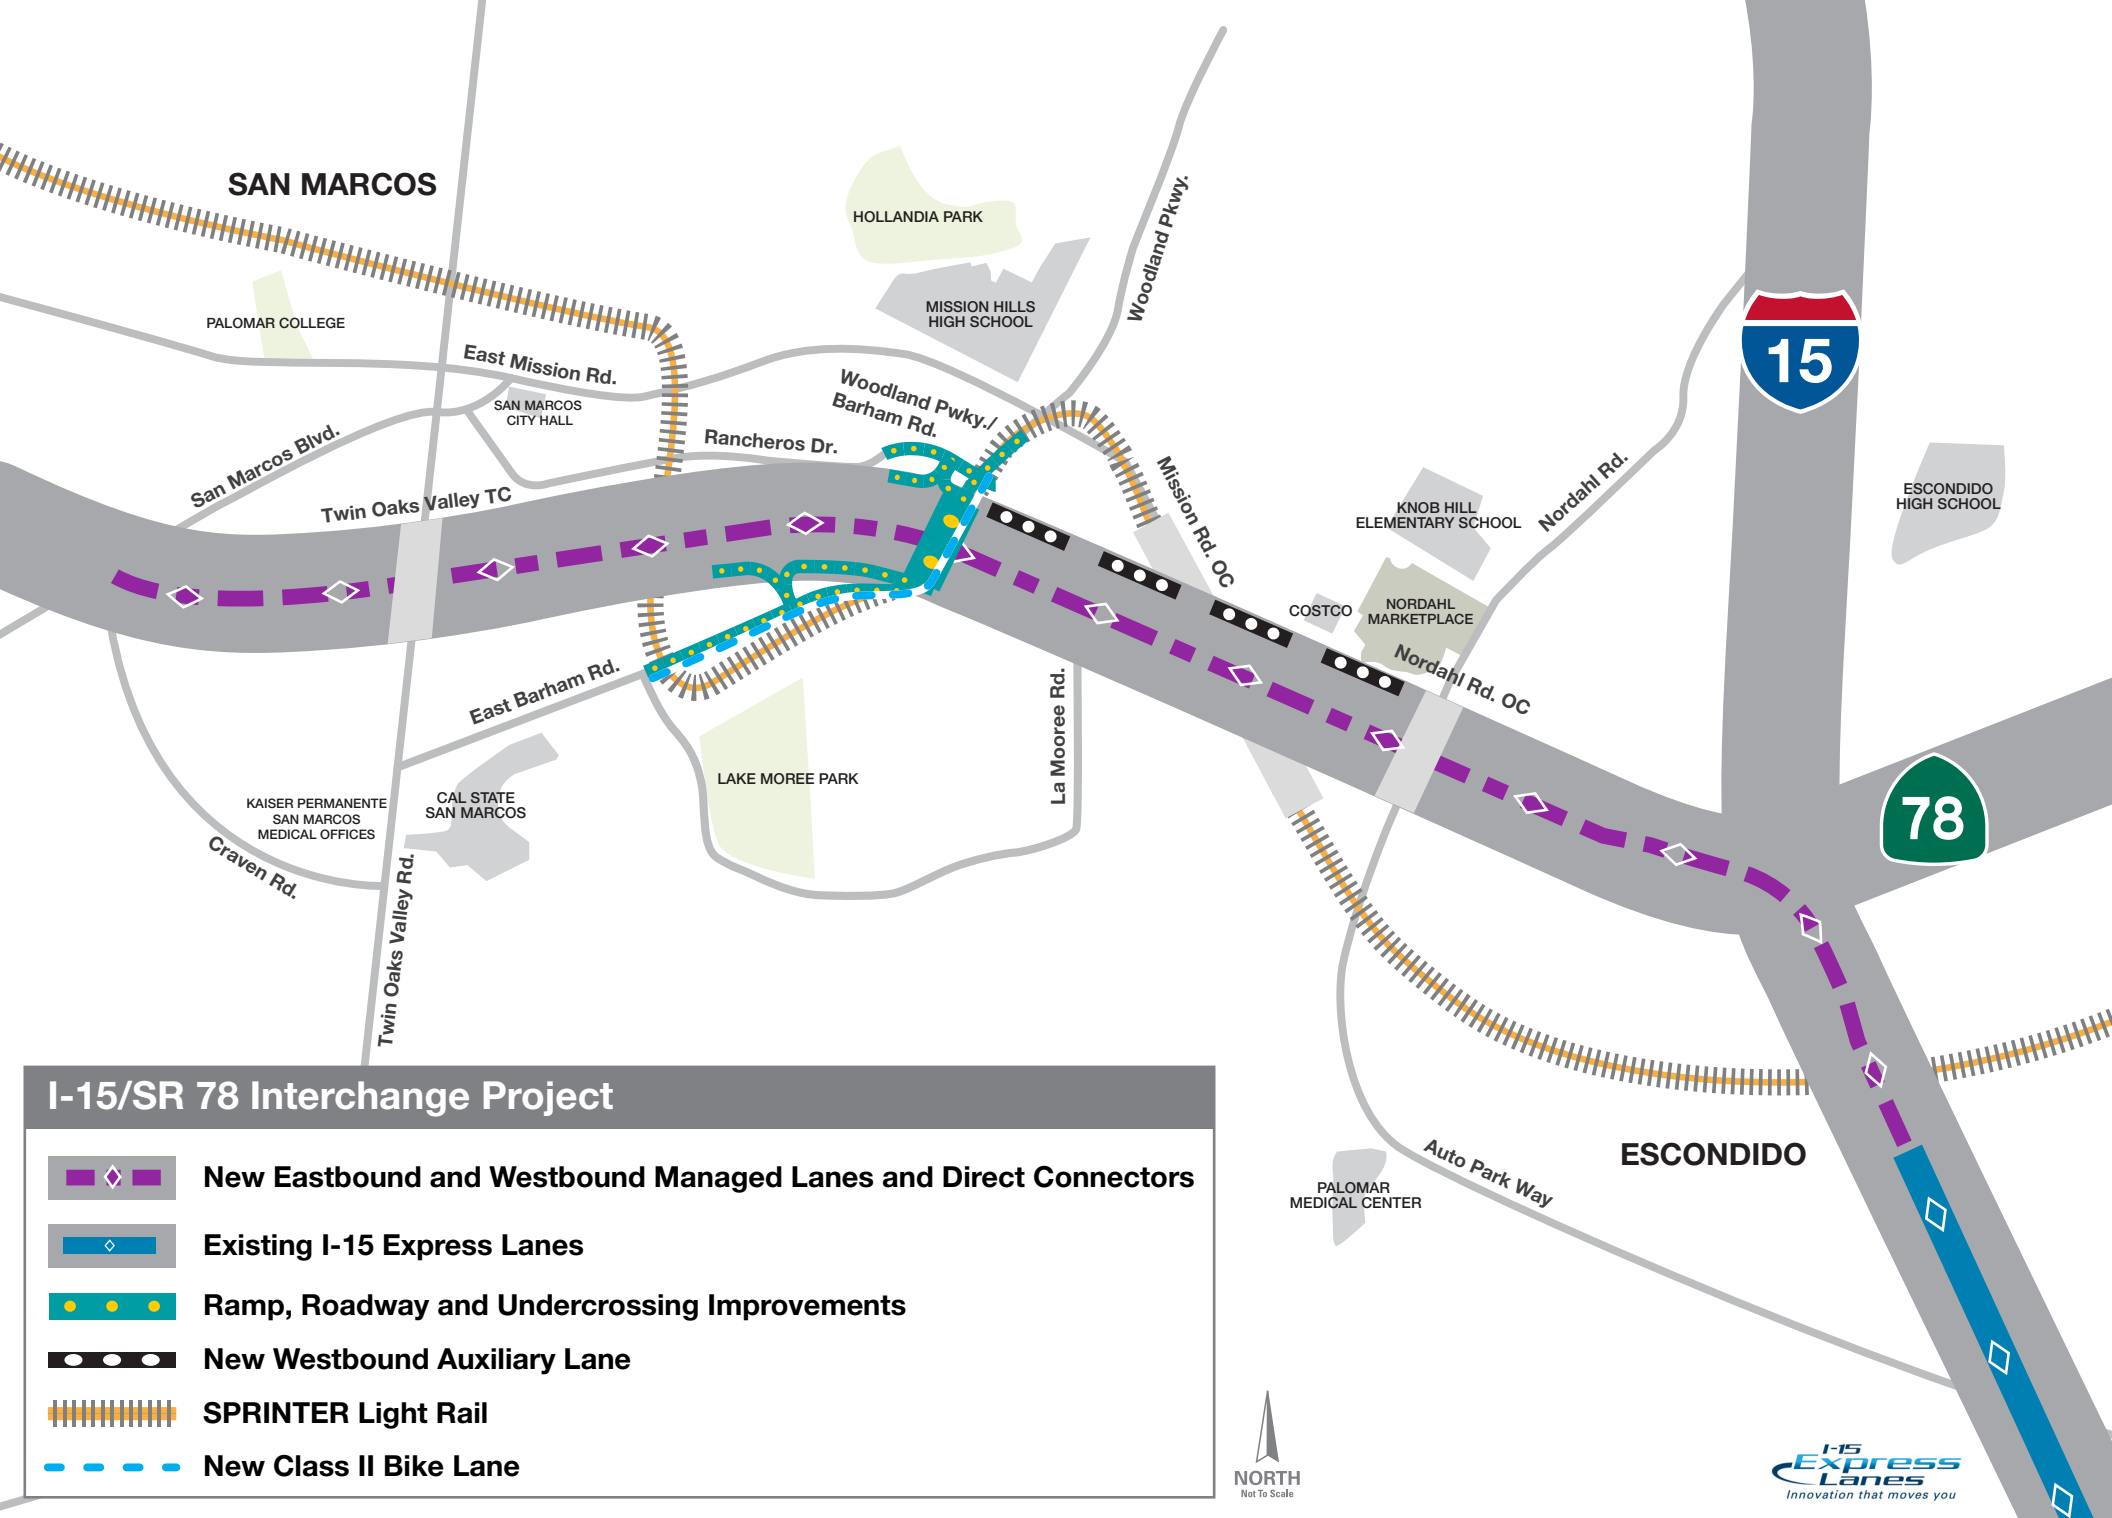 SAN MARCOS
HOLLANDIA PARK
Woodland Pkwy.
PALOMAR COLLEGE
MISSION HILLS
HIGH SCHOOL
15
East Mission Rd.
SAN MARCOS
CITY HALL
Woodland Pwky./
Barham Rd.
Rancheros Dr.
San Marcos Blvd.
Twin Oaks Valley TC
Mission Rd. OC
KNOB HILL
ELEMENTARY SCHOOL
Nordahl Rd.
ESCONDIDO
HIGH SCHOOL
COSTCO
NORDAHL
MARKETPLACE
Nordahl Rd. OC
East Barham Rd.
La Mooree Rd.
LAKE MOREE PARK
KAISER PERMANENTE
SAN MARCOS
MEDICAL OFFICES
CAL STATE
SAN MARCOS
78
Craven Rd.
Twin Oaks Valley Rd.
ESCONDIDO
Auto Park Way
PALOMAR
MEDICAL CENTER
I-15/SR 78 Interchange Project
New Eastbound and Westbound Managed Lanes and Direct Connectors
Existing I-15 Express Lanes
Ramp, Roadway and Undercrossing Improvements
New Westbound Auxiliary Lane
SPRINTER Light Rail
New Class II Bike Lane
NORTH
Not To Scale
I-15
Express
Lanes
Innovation that moves you